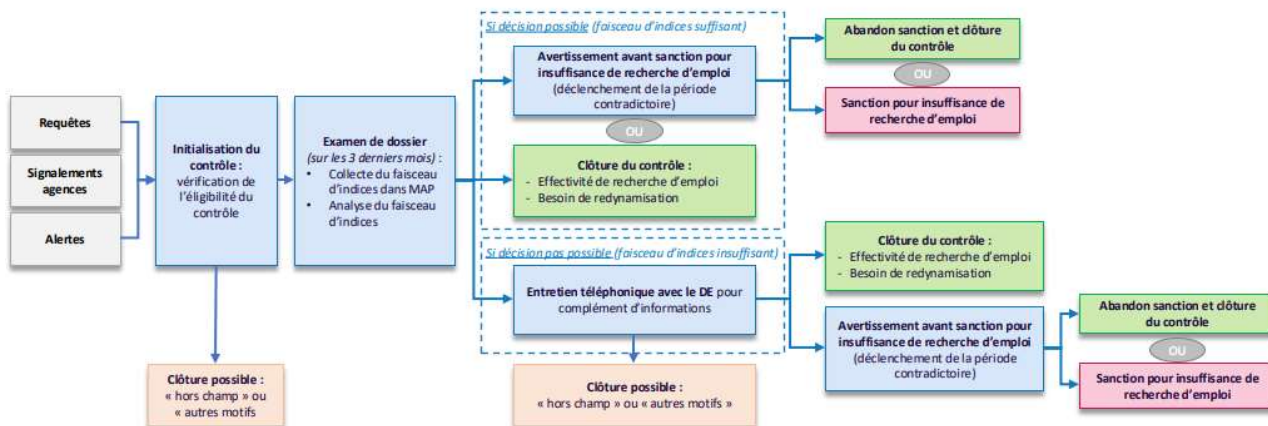 Requêtes
Signalements
agences
Alertes
Initialisation du
contrôle :
vérification de
l'éligibilité du
contrôle
Clôture possible :
« hors champ » ou
« autres motifs
Examen de dossier
(sur les 3 derniers mois) :
• Collecte du faisceau
d'indices dans MAP
• Analyse du faisceau
d'indices
Si décision possible (faisceau d'indices suffisant)
Avertissement avant sanction pour
insuffisance de recherche d'emploi
(déclenchement de la période
contradictoire)
OU
Clôture du contrôle :
- Effectivité de recherche d'emploi
- Besoin de redynamisation
Abandon sanction et clôture
du contrôle
OU
Sanction pour insuffisance de
recherche d'emploi
Si décision pas possible (faisceau d'indices insuffisant)
Entretien téléphonique avec le DE pour
complément d'informations
Clôture possible :
« hors champ » ou « autres motifs »
Clôture du contrôle :
- Effectivité de recherche d'emploi
- Besoin de redynamisation
Avertissement avant sanction pour
insuffisance de recherche d'emploi
(déclenchement de la période
contradictoire)
Abandon sanction et clôture
du contrôle
OU
Sanction pour insuffisance de
recherche d'emploi